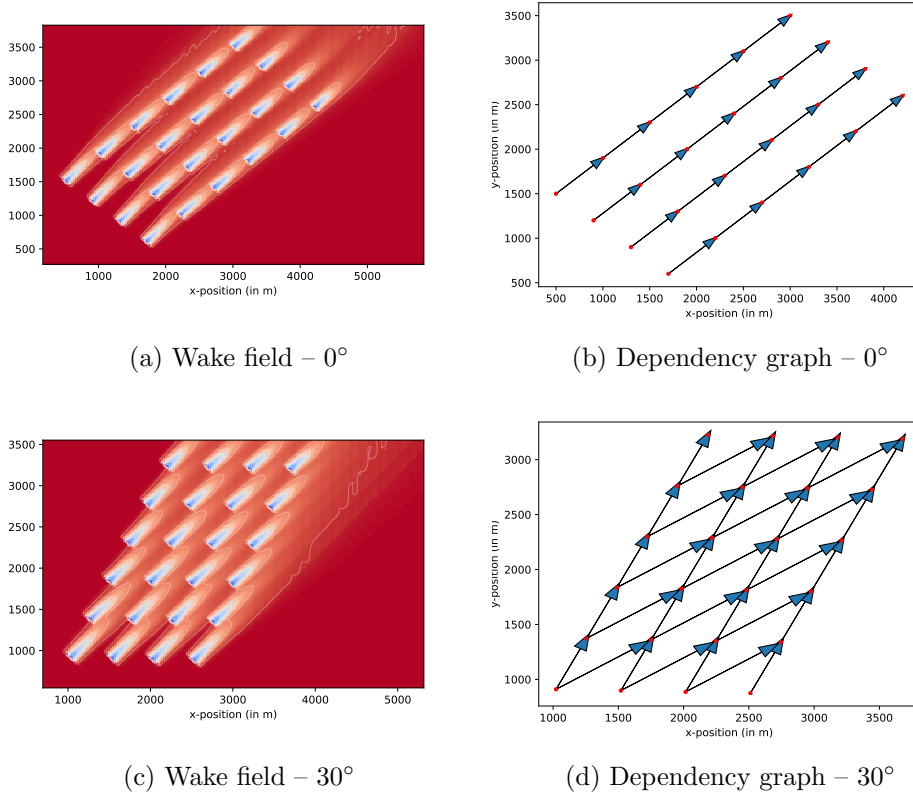 3500
3000
2500
2000
1500
1000
500
1000 2000 3000 4000 5000
x-position (in m)
(a) Wake field – 0°
y-position (in m)
3500
3000
2500
2000
1500
1000
500
500 1000 1500 2000 2500 3000 3500 4000
x-position (in m)
(b) Dependency graph – 0°
3500
3000
2500
2000
1500
1000
1000 2000 3000 4000 5000
x-position (in m)
(c) Wake field – 30°
y-position (in m)
3000
2500
2000
1500
1000
1000 1500 2000 2500 3000 3500
x-position (in m)
(d) Dependency graph – 30°